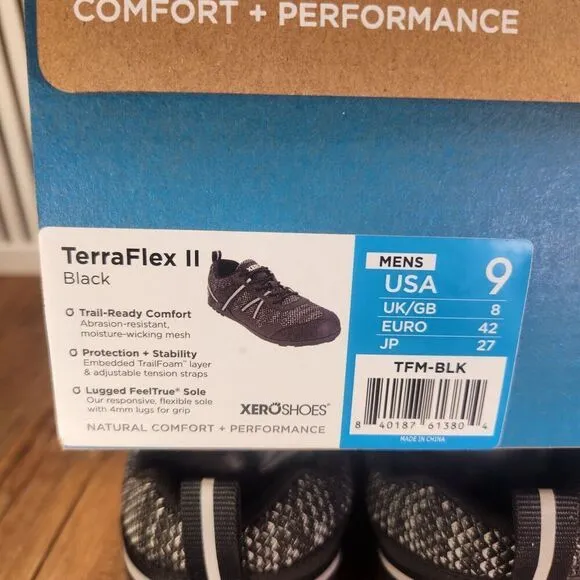 COMFORT + PERFORMANCE
TerraFlex II
Black
Trail-Ready Comfort
Abrasion-resistant,
moisture-wicking mesh
Protection + Stability
Embedded TrailFoam™ layer
& adjustable tension straps
Lugged FeelTrue® Sole
Our responsive, flexible sole
with 4mm lugs for grip
XEROSHOES®
NATURAL COMFORT + PERFORMANCE
MENS
USA 9
UK/GB 8
EURO 42
JP 27
TFM-BLK
8 40187 61380 4
MADE IN CHINA